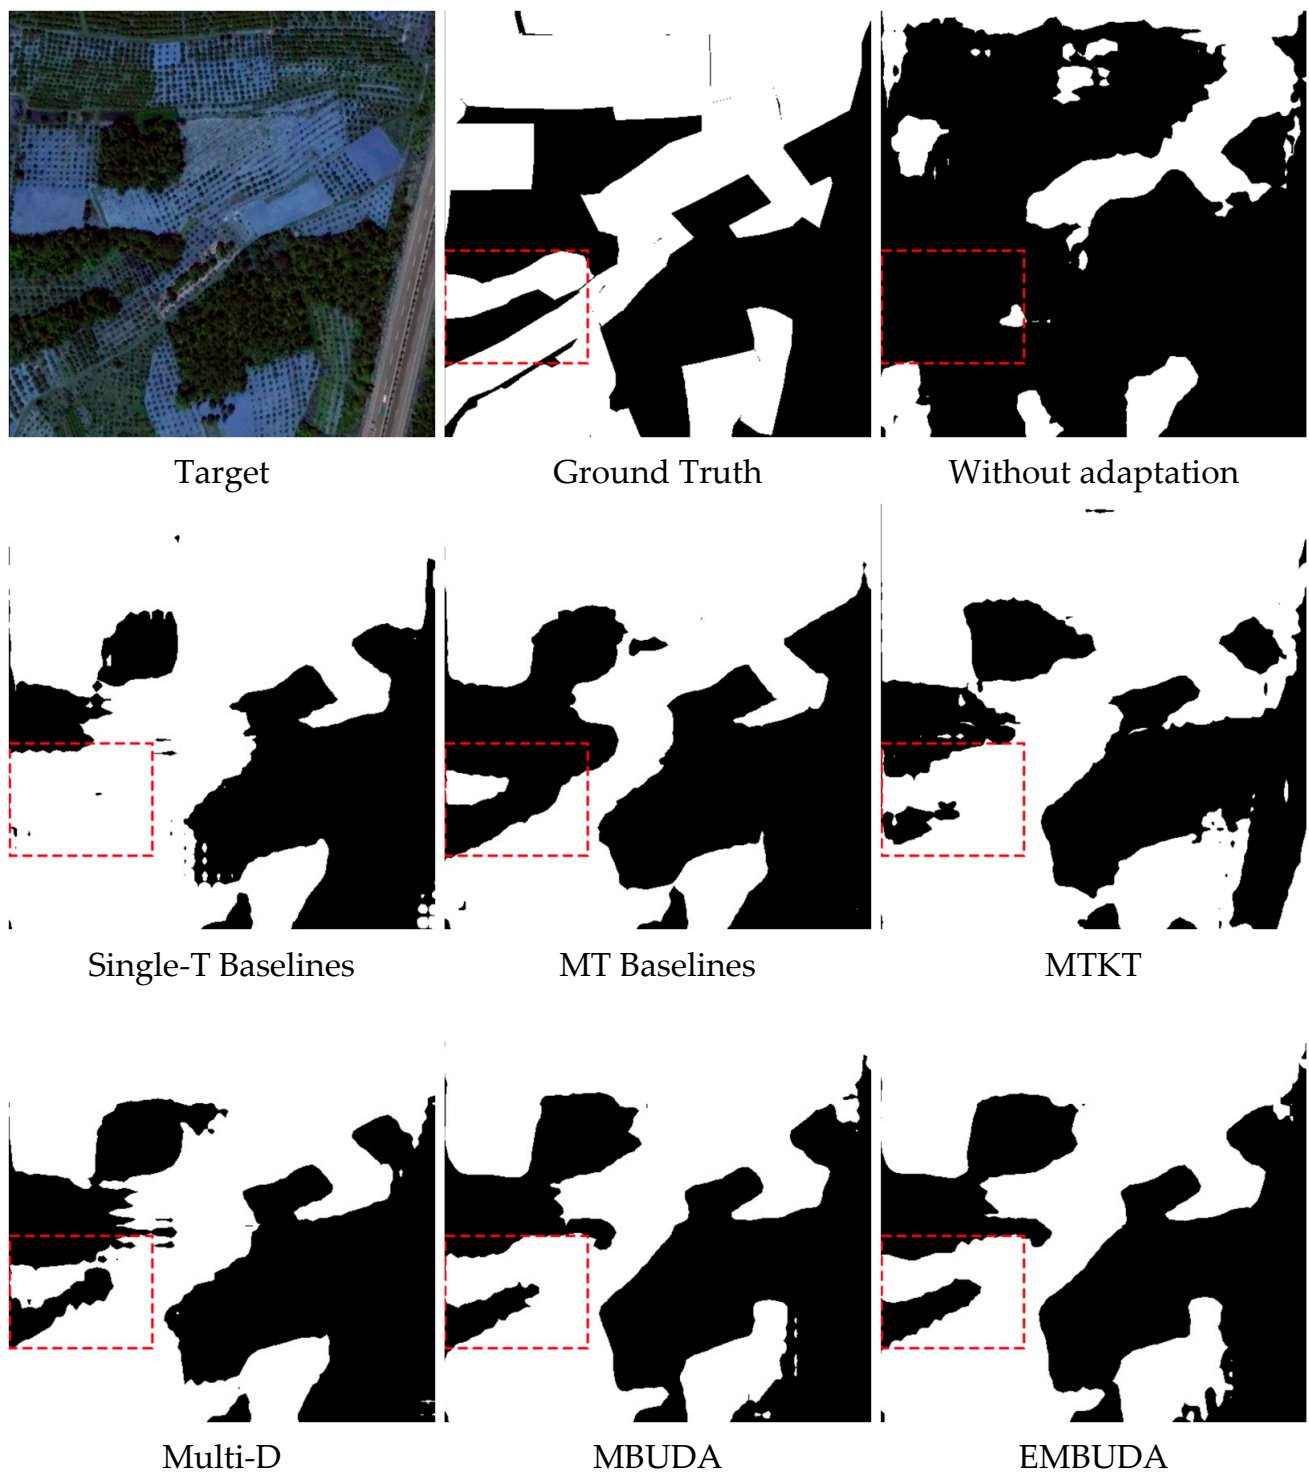 Target
Ground Truth
Without adaptation
Single-T Baselines
MT Baselines
MTKT
Multi-D
MBUDA
EMBUDA